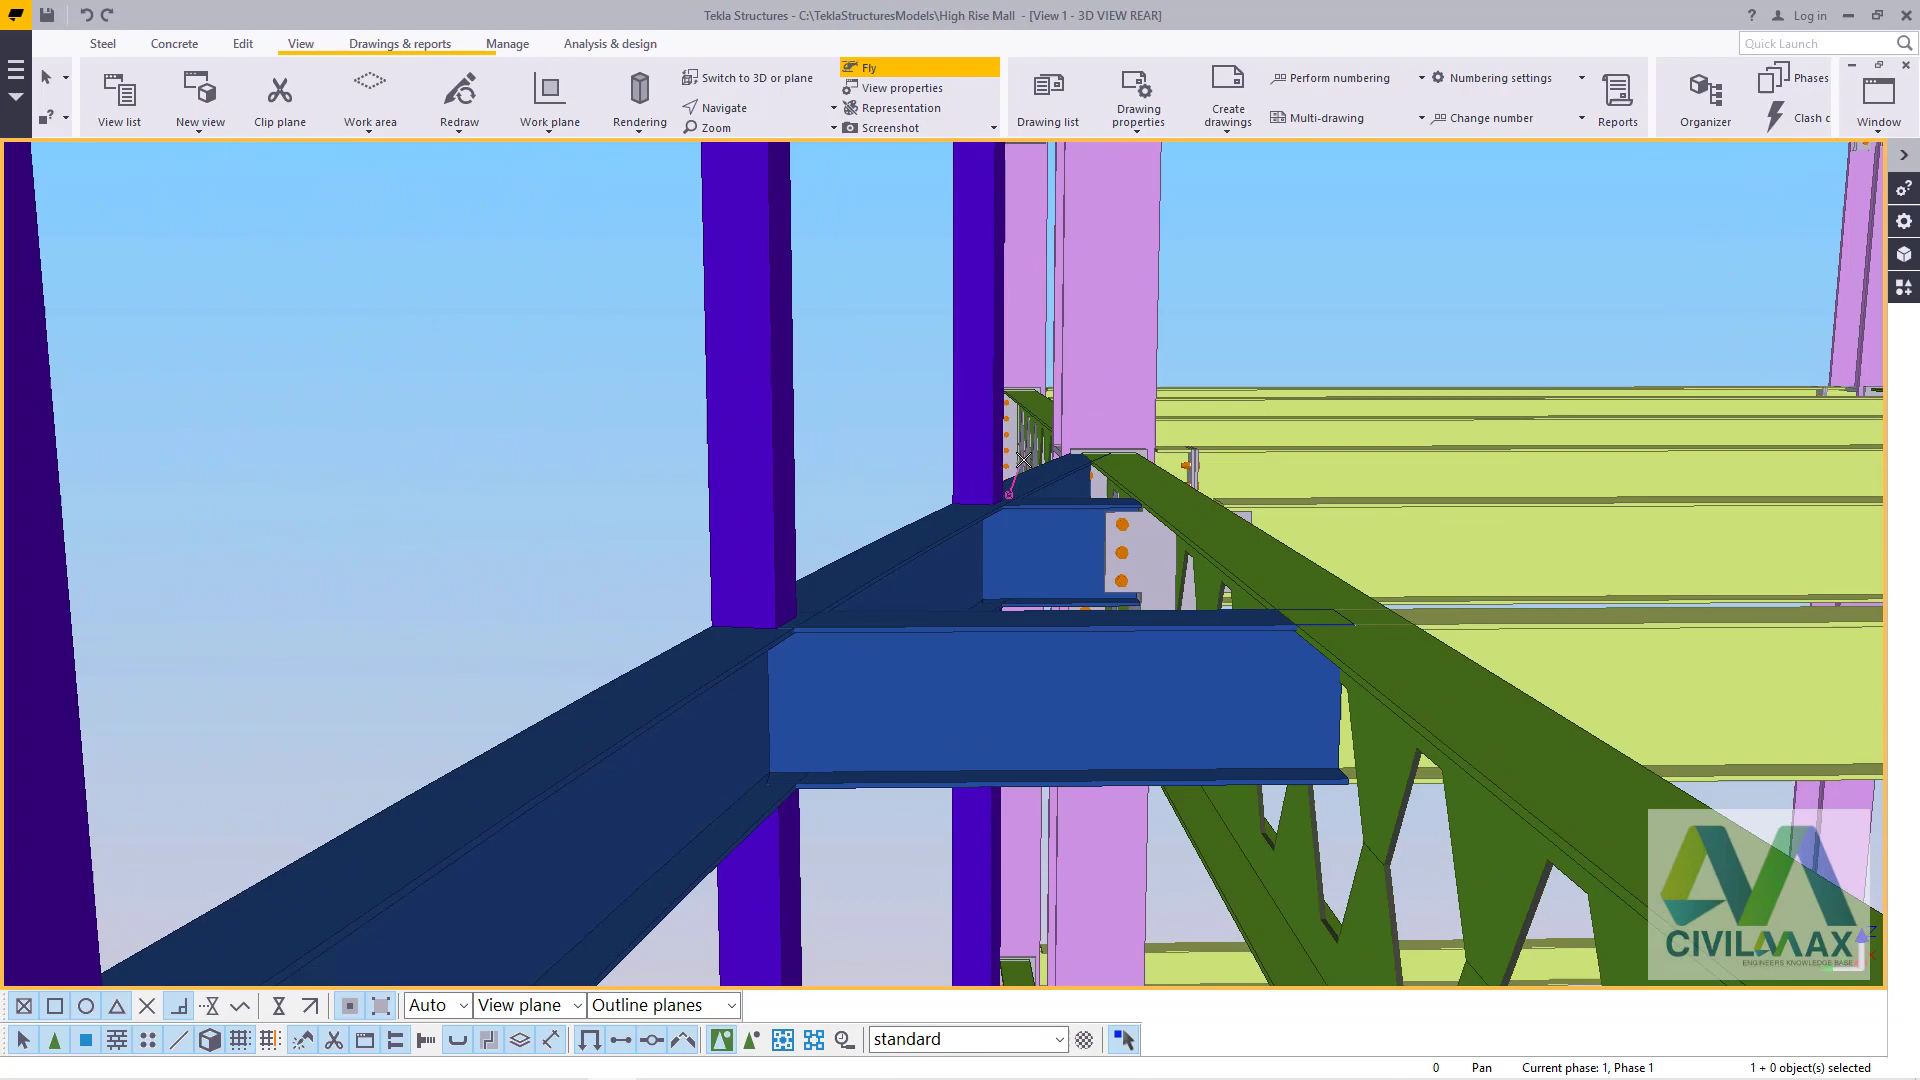 Tekla Structures - C:\TeklaStructuresModels\High Rise Mall - [View 1 - 3D VIEW REAR]
? Log in
Steel Concrete Edit View Drawings & reports Manage Analysis & design
Quick Launch
View list
New view
Clip plane
Work area
Redraw
Work plane
Rendering
Switch to 3D or plane
Navigate
Zoom
Fly
View properties
Representation
Screenshot
Drawing list
Drawing
properties
Create
drawings
Perform numbering
Multi-drawing
Numbering settings
Change number
Reports
Organizer
Phases
Clash c
Window
CIVILMAX
ENGINEERS KNOWLEDGE BASE
Auto View plane Outline planes
standard
0 Pan Current phase: 1, Phase 1 1 + 0 object(s) selected